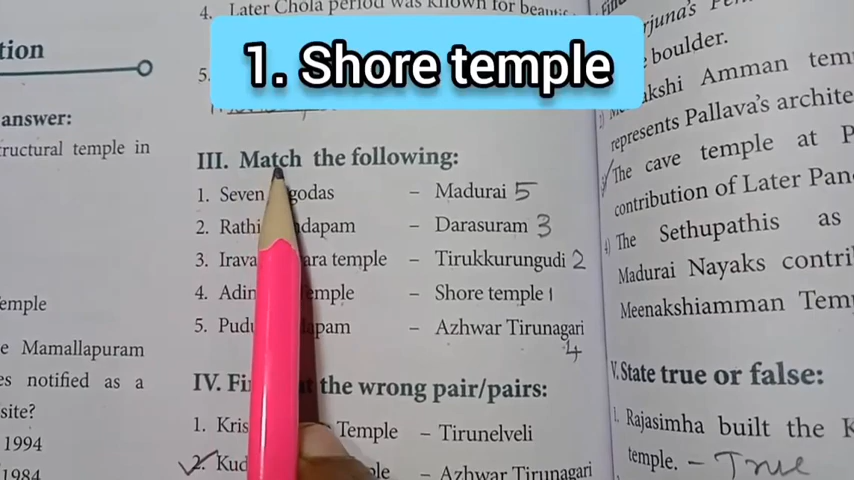 4. Later Chola period was known for
1. Shore temple
tion
5.
answer:
tructural temple in
III. Match the following:
1. Seven godas – Madurai 5
2. Rathi dapam – Darasuram 3
3. Irava ara temple – Tirukkurungudi 2
4. Adin emple – Shore temple 1
5. Pudu apam – Azhwar Tirunagari
4
emple
e Mamallapuram
es notified as a
site?
1994
1984
IV. Fi t the wrong pair/pairs:
1. Kris Temple – Tirunelveli
2. Kud ple – Azhwar Tirunagari
rjuna's
boulder.
akshi Amman tem
represents Pallava's archite
The cave temple at P
contribution of Later Pan
4) The Sethupathis as
Madurai Nayaks contri
Meenakshiamman Tem
V. State true or false:
1. Rajasimha built the K
temple. – True